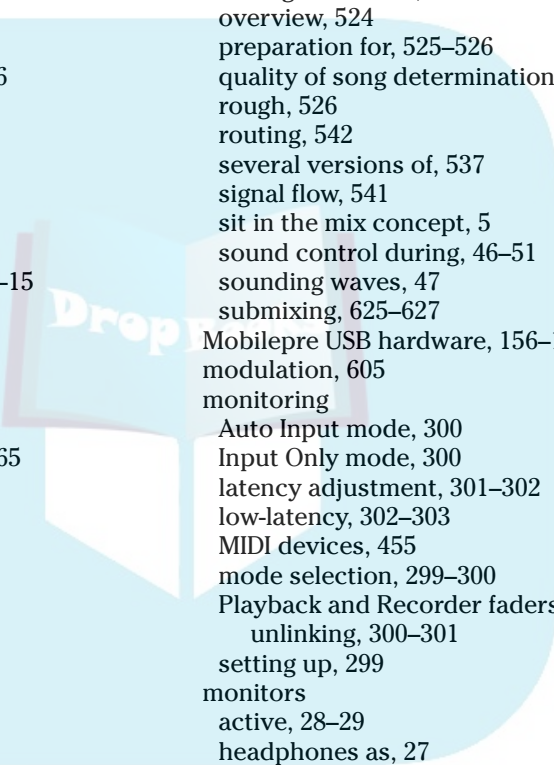 overview, 524
preparation for, 525–526
6
quality of song determination
rough, 526
routing, 542
several versions of, 537
signal flow, 541
sit in the mix concept, 5
sound control during, 46–51
–15
sounding waves, 47
submixing, 625–627
Mobilepre USB hardware, 156–
modulation, 605
monitoring
Auto Input mode, 300
65
Input Only mode, 300
latency adjustment, 301–302
low-latency, 302–303
MIDI devices, 455
mode selection, 299–300
Playback and Recorder faders
unlinking, 300–301
setting up, 299
monitors
active, 28–29
headphones as, 27